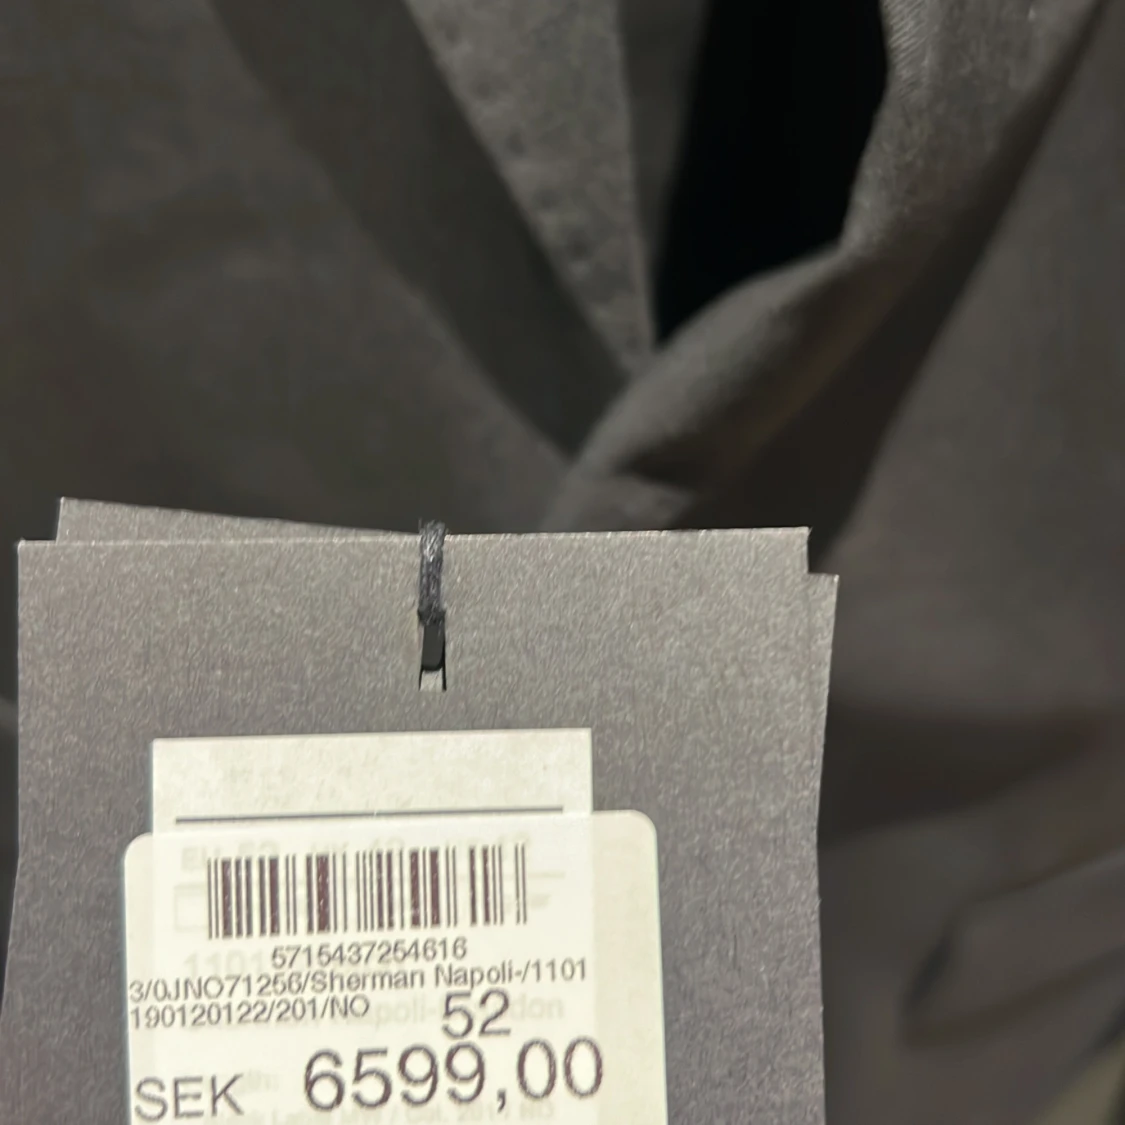 5715437254616
3/0JNO71256/Sherman Napoli-/1101
190120122/201/NO
52
SEK 6599,00